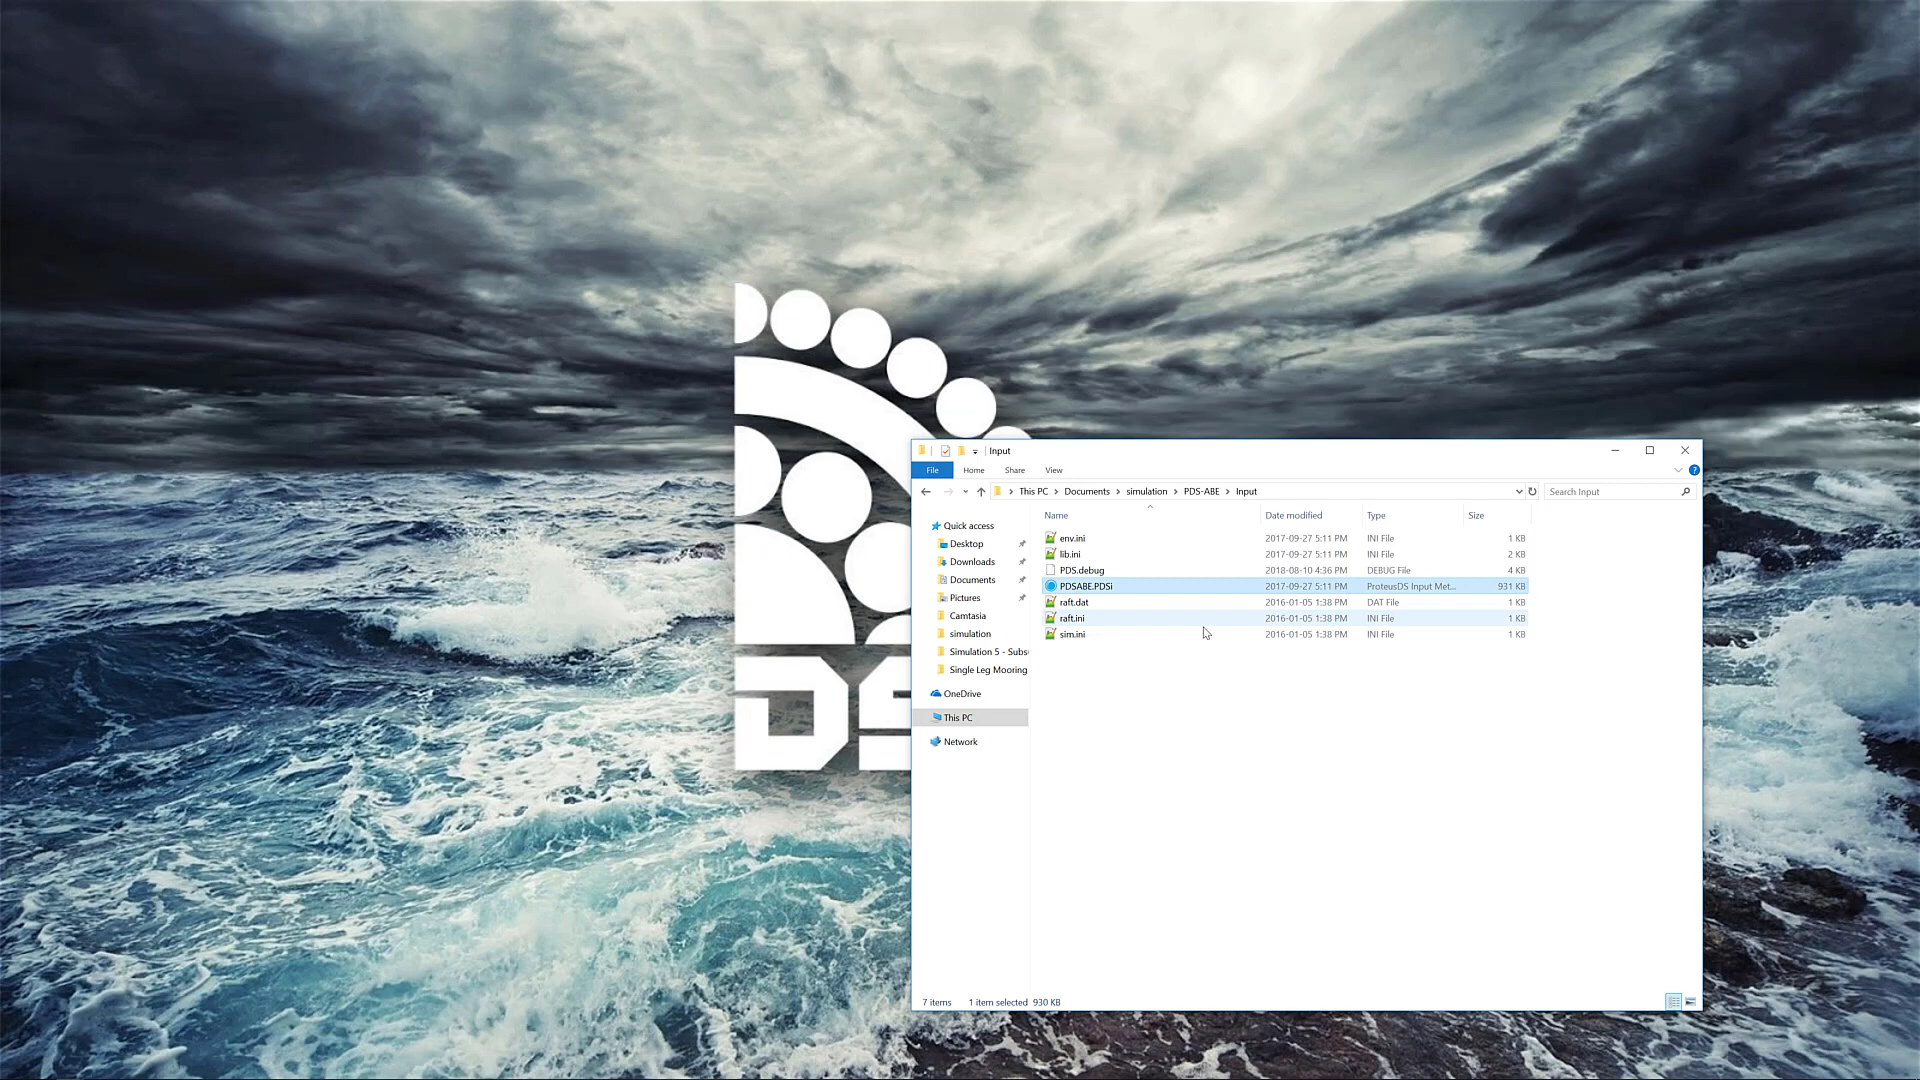 Input
File Home Share View
This PC Documents simulation PDS-ABE Input
Search Input
Name Date modified Type Size
Quick access
Desktop
Downloads
Documents
Pictures
Camtasia
simulation
Simulation 5 - Subs
Single Leg Mooring
OneDrive
This PC
Network
env.ini 2017-09-27 5:11 PM INI File 1 KB
lib.ini 2017-09-27 5:11 PM INI File 2 KB
PDS.debug 2018-08-10 4:36 PM DEBUG File 4 KB
PDSABE.PDSi 2017-09-27 5:11 PM ProteusDS Input Met... 931 KB
raft.dat 2016-01-05 1:38 PM DAT File 1 KB
raft.ini 2016-01-05 1:38 PM INI File 1 KB
sim.ini 2016-01-05 1:38 PM INI File 1 KB
7 items 1 item selected 930 KB